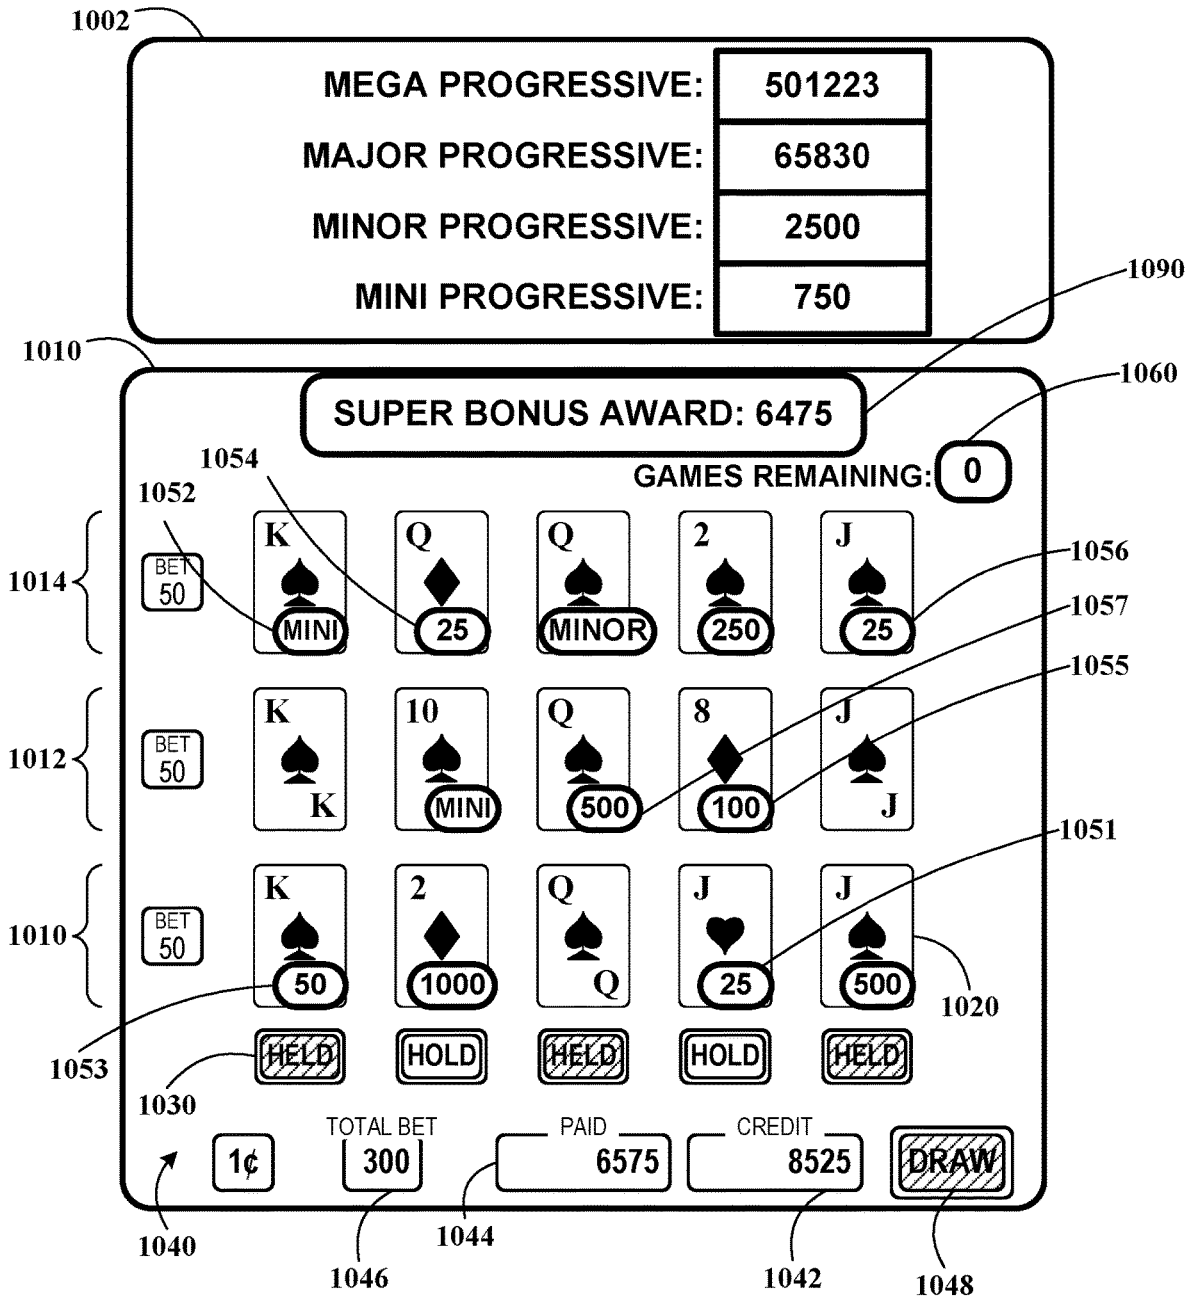 1002
MEGA PROGRESSIVE: 501223
MAJOR PROGRESSIVE: 65830
MINOR PROGRESSIVE: 2500
MINI PROGRESSIVE: 750
1090
1010
1060
SUPER BONUS AWARD: 6475
1054
GAMES REMAINING: 0
1052
1014
BET
50
K Q Q 2 J
MINI 25 MINOR 250 25
1056
1057
1055
1012
BET
50
K 10 Q 8 J
K MINI 500 100 J
1051
1010
BET
50
K 2 Q J J
50 1000 Q 25 500
1020
1053
1030
HELD HOLD HELD HOLD HELD
TOTAL BET PAID CREDIT
1¢ 300 6575 8525 DRAW
1040
1046
1044
1042
1048